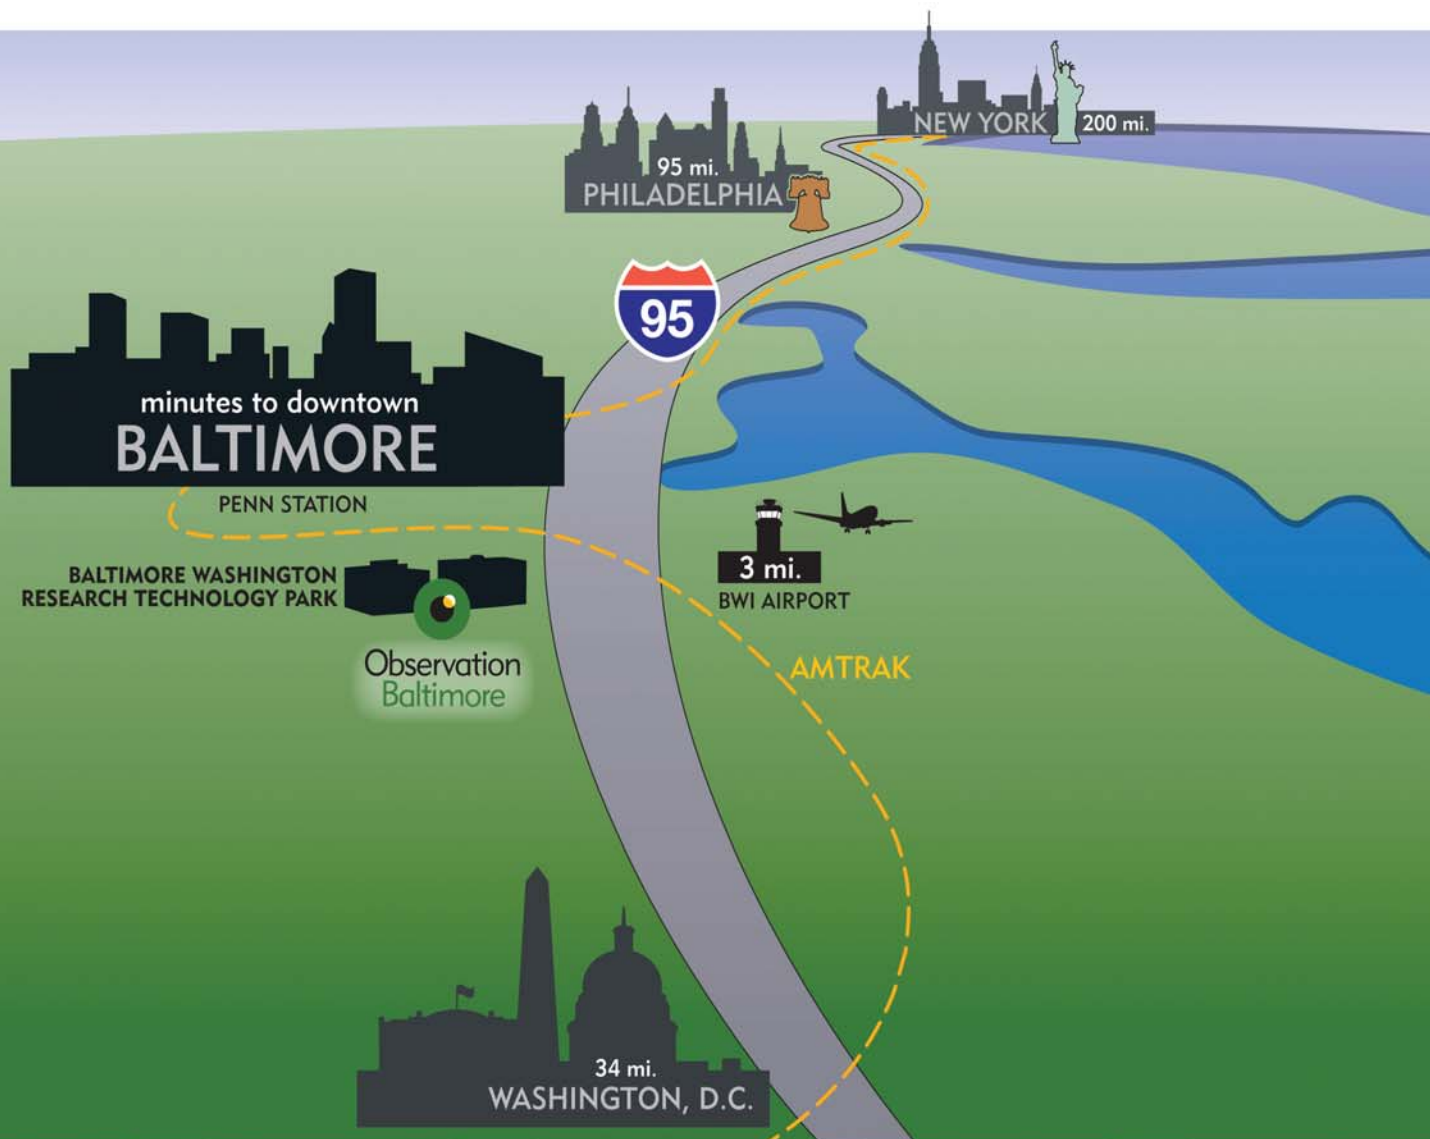 NEW YORK
200 mi.
95 mi.
PHILADELPHIA
95
minutes to downtown
BALTIMORE
PENN STATION
3 mi.
BWI AIRPORT
BALTIMORE WASHINGTON
RESEARCH TECHNOLOGY PARK
Observation
Baltimore
AMTRAK
34 mi.
WASHINGTON, D.C.